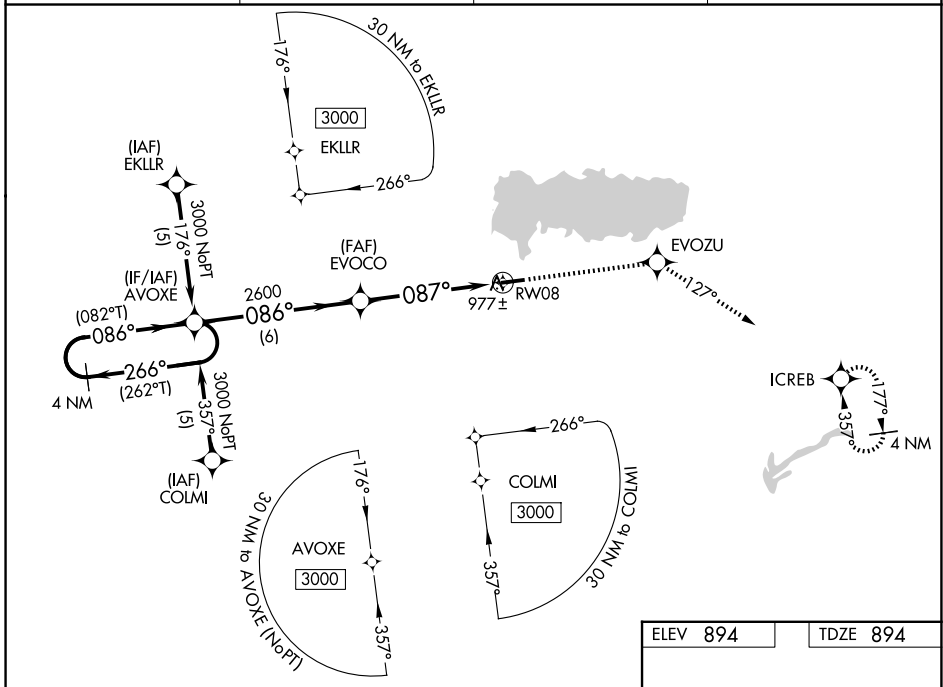 30 NM to EKLLR
176°
3000
EKLLR
266°
(IAF)
EKLLR
3000 NoPT
176°
(5)
(IF/IAF)
AVOXE
(082°T)
086°
2600
086°
(6)
(FAF)
EVOCO
087°
977±
RW08
EVOZU
127°
266°
(262°T)
4 NM
3000 NoPT
357°
(5)
(IAF)
COLMI
ICREB
177°
357°
4 NM
266°
COLMI
3000
357°
30 NM to COLMI
176°
AVOXE
3000
357°
30 NM to AVOXE (NoPT)
ELEV 894
TDZE 894